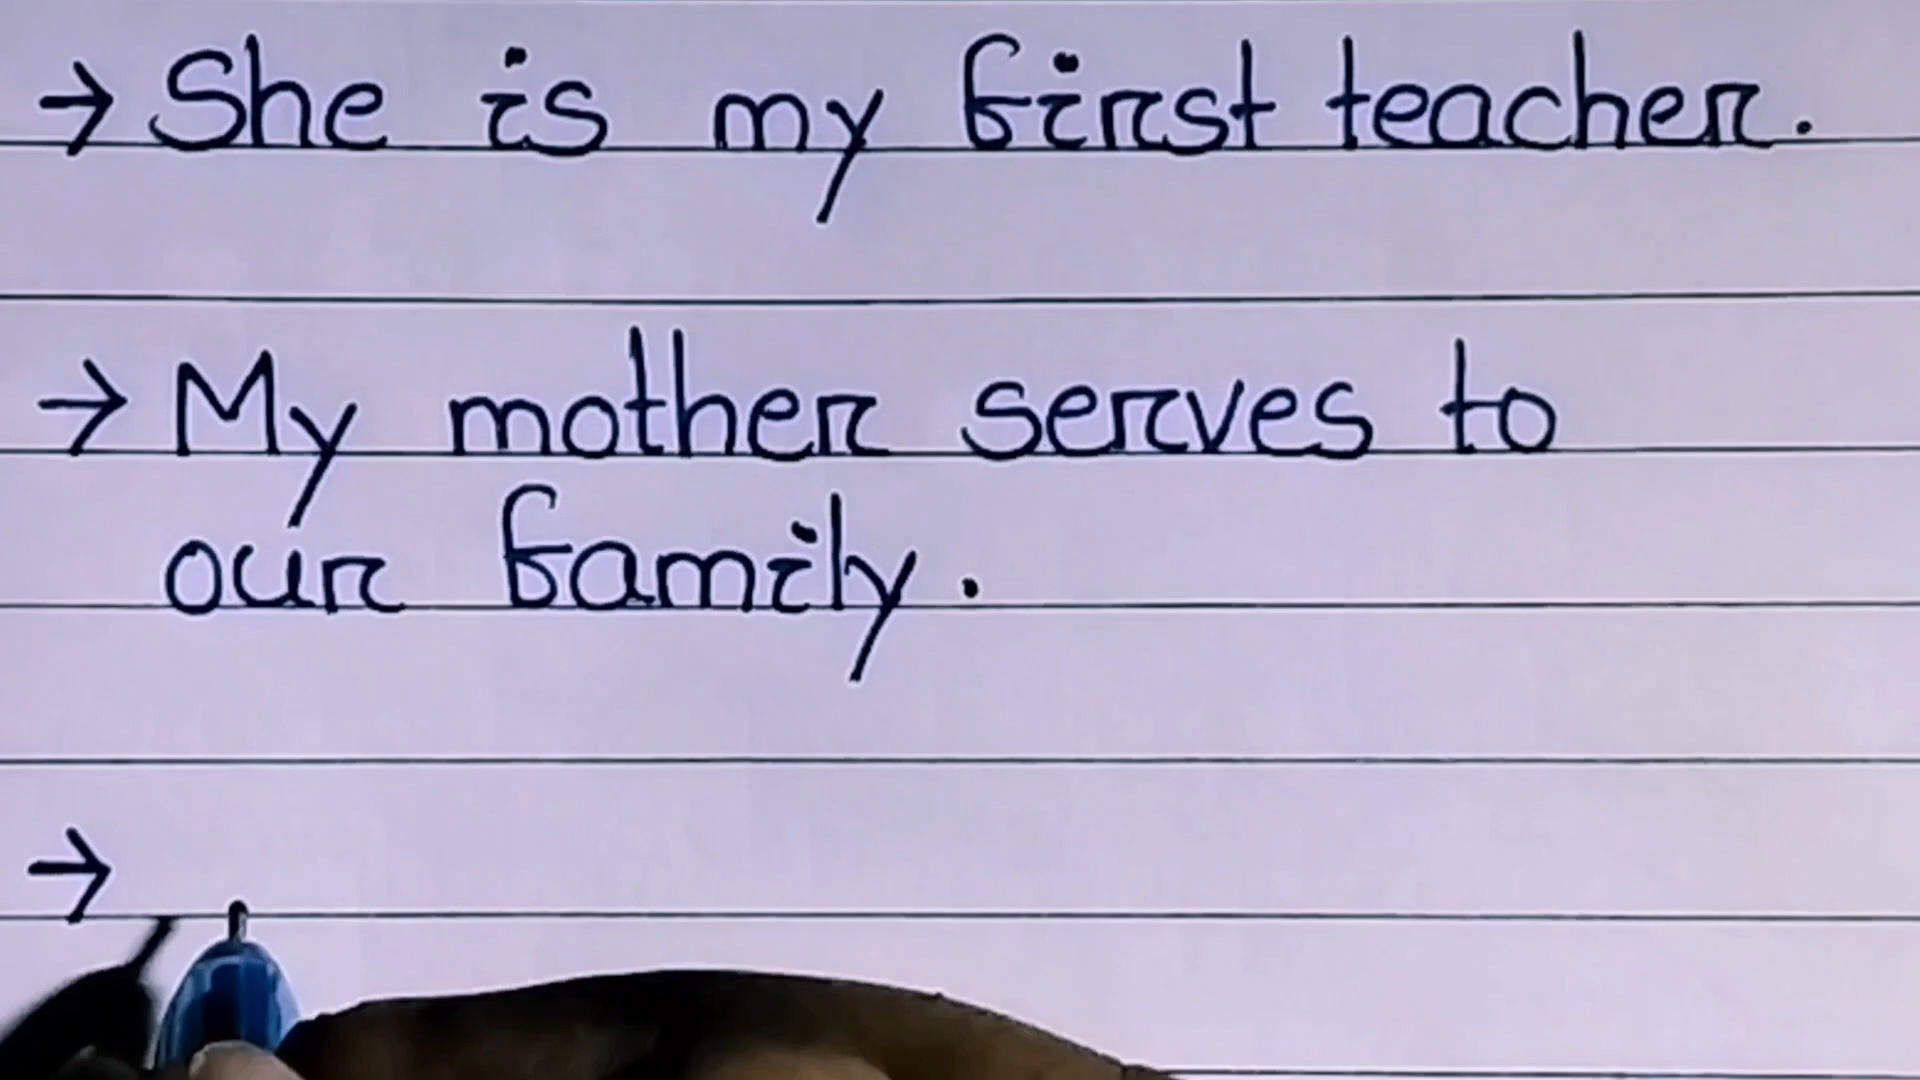 → She is my first teacher.
→ My mother serves to
our family.
→